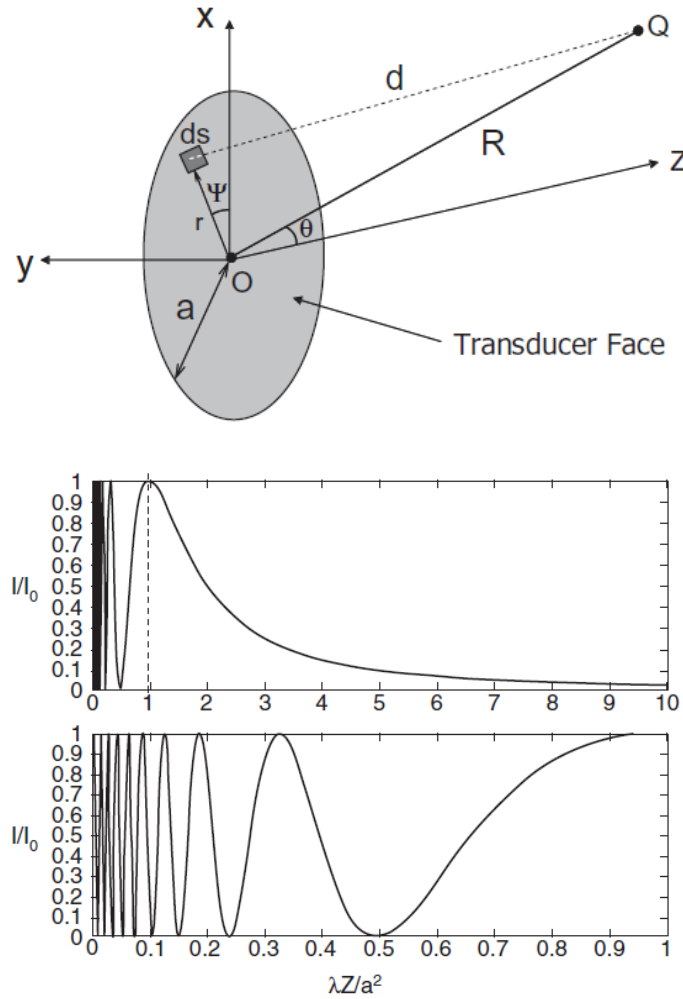 x
Q
d
ds
R
z
Ψ
r
θ
y
O
a
Transducer Face
1
0.9
0.8
0.7
0.6
I/I₀ 0.5
0.4
0.3
0.2
0.1
0
0 1 2 3 4 5 6 7 8 9 10
1
0.9
0.8
0.7
0.6
I/I₀ 0.5
0.4
0.3
0.2
0.1
0
0 0.1 0.2 0.3 0.4 0.5 0.6 0.7 0.8 0.9 1
λZ/a²